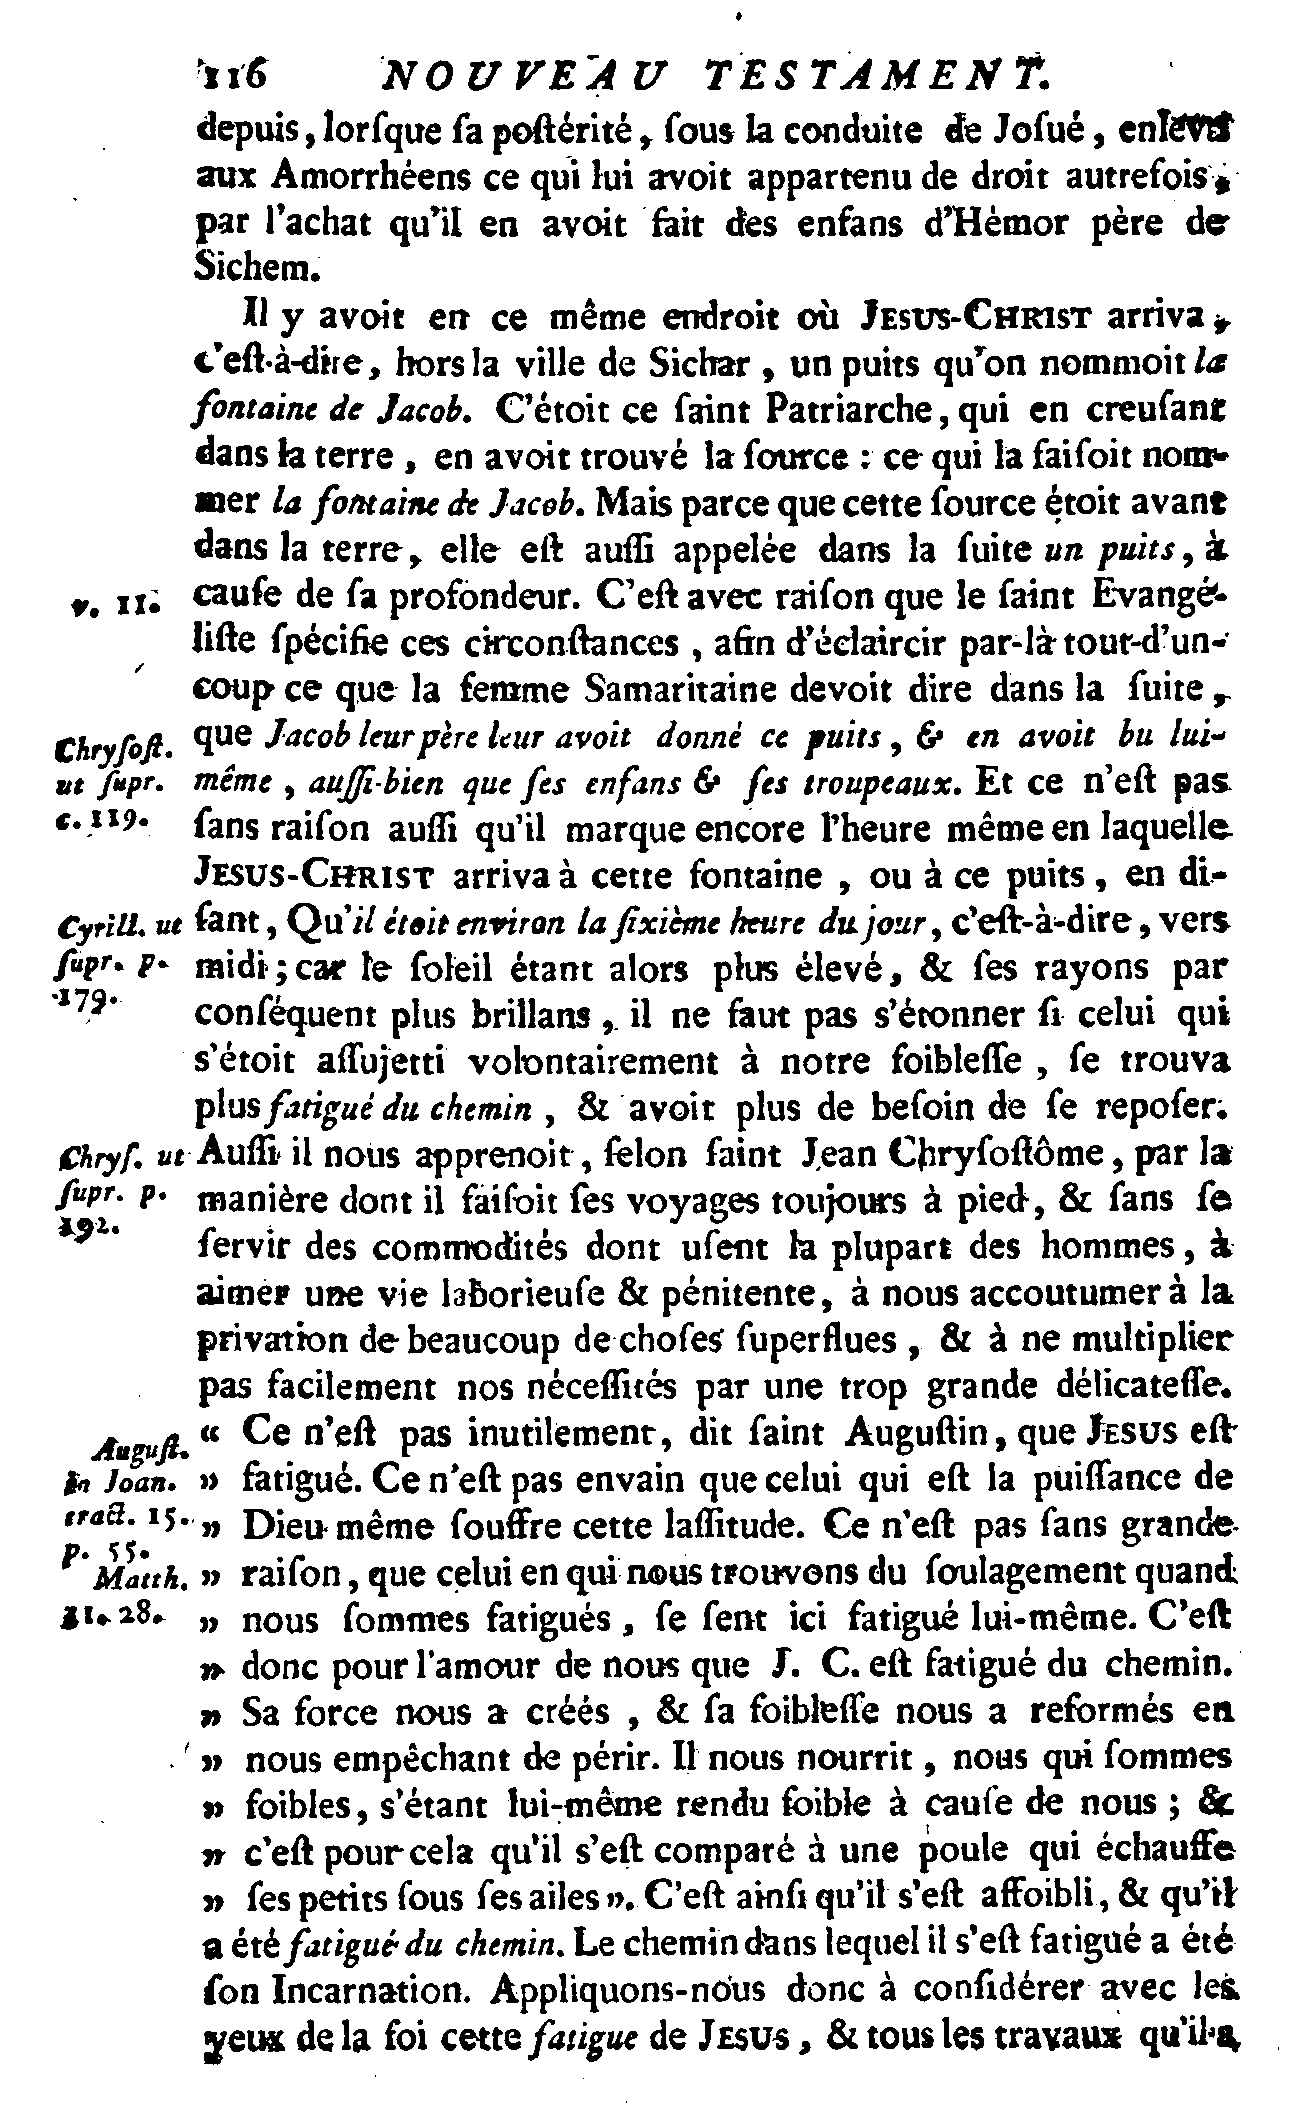 116 NOUVEAU TESTAMENT.
depuis, lorſque ſa poſtérité, ſous la conduite de Joſué, enleva
aux Amorrhéens ce qui lui avoit appartenu de droit autrefois,
par l'achat qu'il en avoit fait des enfans d'Hémor père de
Sichem.
Il y avoit en ce même endroit où JESUS-CHRIST arriva,
c'eſt-à-dire, hors la ville de Sichar, un puits qu'on nommoit la
fontaine de Jacob. C'étoit ce ſaint Patriarche, qui en creuſant
dans la terre, en avoit trouvé la ſource : ce qui la faiſoit nom-
mer la fontaine de Jacob. Mais parce que cette ſource étoit avant
dans la terre, elle eſt auſſi appelée dans la ſuite un puits, à
v. 11. cauſe de ſa profondeur. C'eſt avec raiſon que le ſaint Evangé-
liſte ſpécifie ces circonſtances, afin d'éclaircir par-là tout-d'un-
coup ce que la femme Samaritaine devoit dire dans la ſuite,
Chryſoſt. que Jacob leur père leur avoit donné ce puits, & en avoit bu lui-
ut ſupr. même, auſſi-bien que ſes enfans & ſes troupeaux. Et ce n'eſt pas
c. 119. ſans raiſon auſſi qu'il marque encore l'heure même en laquelle
JESUS-CHRIST arriva à cette fontaine, ou à ce puits, en di-
Cyrill. ut ſant, Qu'il étoit environ la ſixième heure du jour, c'eſt-à-dire, vers
ſupr. p. midi; car le ſoleil étant alors plus élevé, & ſes rayons par
179. conſéquent plus brillans, il ne faut pas s'étonner ſi celui qui
s'étoit aſſujetti volontairement à notre foibleſſe, ſe trouva
plus fatigué du chemin, & avoit plus de beſoin de ſe repoſer.
Chryſ. ut Auſſi il nous apprenoit, ſelon ſaint Jean Chryſoſtôme, par la
ſupr. p. manière dont il faiſoit ſes voyages toujours à pied, & ſans ſe
192. ſervir des commodités dont uſent la plupart des hommes, à
aimer une vie laborieuſe & pénitente, à nous accoutumer à la
privation de beaucoup de choſes ſuperflues, & à ne multiplier
pas facilement nos néceſſités par une trop grande délicateſſe.
Auguſt. “ Ce n'eſt pas inutilement, dit ſaint Auguſtin, que JESUS eſt
in Joan. ” fatigué. Ce n'eſt pas envain que celui qui eſt la puiſſance de
tract. 15. ” Dieu même ſouffre cette laſſitude. Ce n'eſt pas ſans grande
p. 55.
Matth. ” raiſon, que celui en qui nous trouvons du ſoulagement quand
11. 28. ” nous ſommes fatigués, ſe ſent ici fatigué lui-même. C'eſt
” donc pour l'amour de nous que J. C. eſt fatigué du chemin.
” Sa force nous a créés, & ſa foibleſſe nous a reformés en
” nous empêchant de périr. Il nous nourrit, nous qui ſommes
” foibles, s'étant lui-même rendu foible à cauſe de nous ; &
” c'eſt pour cela qu'il s'eſt comparé à une poule qui échauffe
” ſes petits ſous ſes ailes ”. C'eſt ainſi qu'il s'eſt affoibli, & qu'il
a été fatigué du chemin. Le chemin dans lequel il s'eſt fatigué a été
ſon Incarnation. Appliquons-nous donc à conſidérer avec les
yeux de la foi cette fatigue de JESUS, & tous les travaux qu'il a